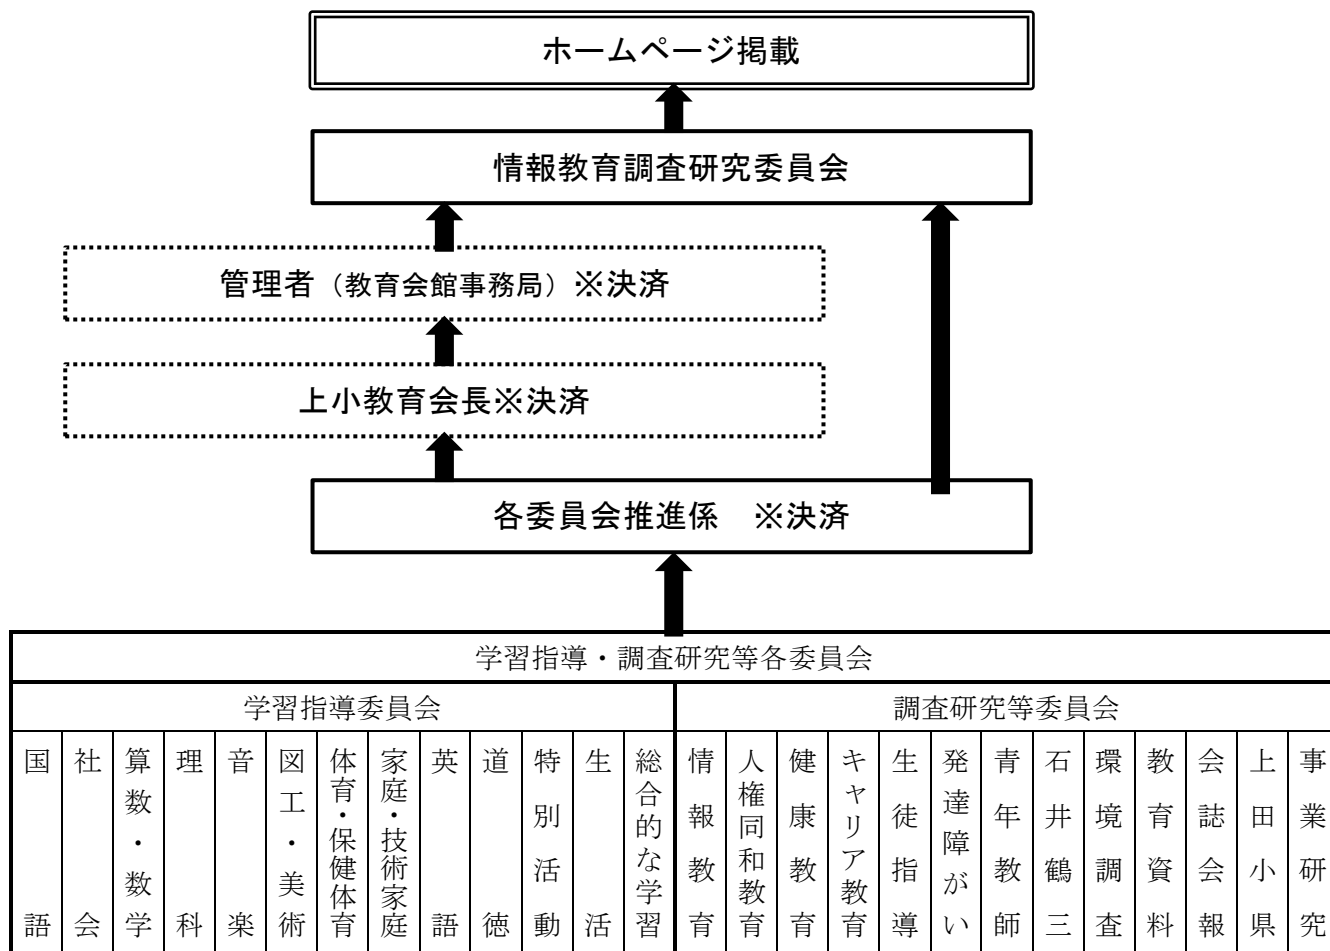 ホームページ掲載
情報教育調査研究委員会
管理者（教育会館事務局）※決済
上小教育会長※決済
各委員会推進係　※決済
学習指導・調査研究等各委員会
学習指導委員会
調査研究等委員会
国語
社会
算数・数学
理科
音楽
図工・美術
体育・保健体育
家庭・技術家庭
英語
道徳
特別活動
生活
総合的な学習
情報教育
人権同和教育
健康教育
キャリア教育
生徒指導
発達障がい
青年教師
石井鶴三
環境調査
教育資料
会誌会報
上田小県
事業研究